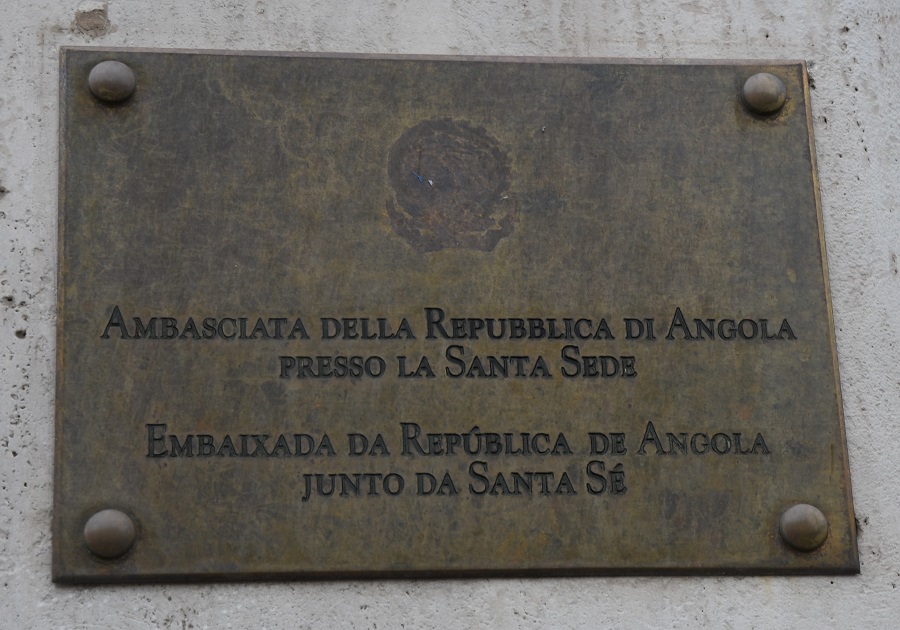 Ambasciata della Repubblica di Angola
presso la Santa Sede
Embaixada da República de Angola
junto da Santa Sé